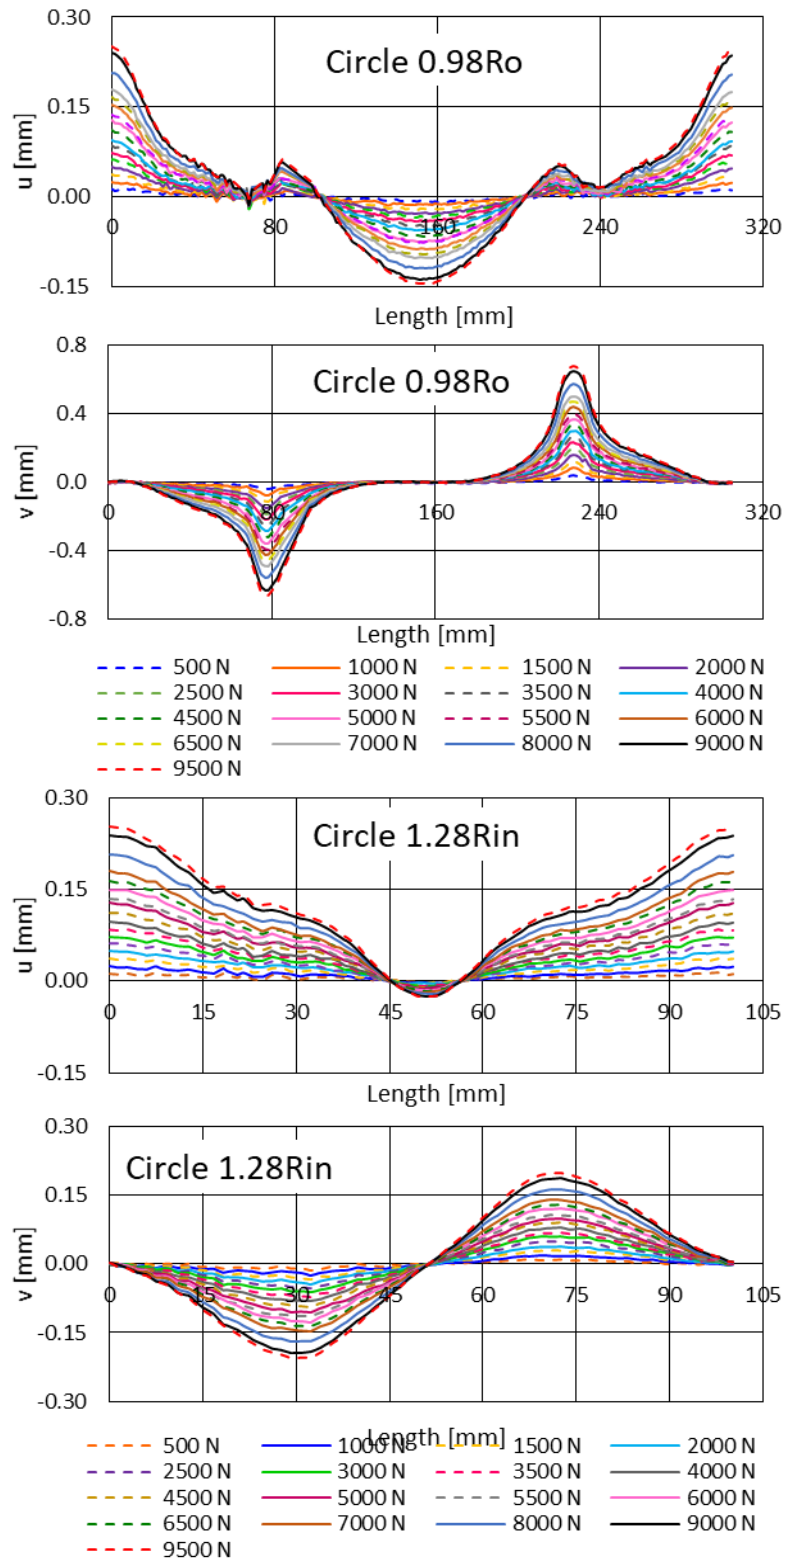 0.30
Circle 0.98Ro
0.15
u [mm]
0.00
0 80 160 240 320
-0.15
Length [mm]
0.8
Circle 0.98Ro
0.4
v [mm]
0.0
0 80 160 240 320
-0.4
-0.8
Length [mm]
500 N 1000 N 1500 N 2000 N
2500 N 3000 N 3500 N 4000 N
4500 N 5000 N 5500 N 6000 N
6500 N 7000 N 8000 N 9000 N
9500 N
0.30
Circle 1.28Rin
0.15
u [mm]
0.00
0 15 30 45 60 75 90 105
-0.15
Length [mm]
0.30
Circle 1.28Rin
0.15
v [mm]
0.00
0 15 30 45 60 75 90 105
-0.15
-0.30
Length [mm]
500 N 1000 N 1500 N 2000 N
2500 N 3000 N 3500 N 4000 N
4500 N 5000 N 5500 N 6000 N
6500 N 7000 N 8000 N 9000 N
9500 N